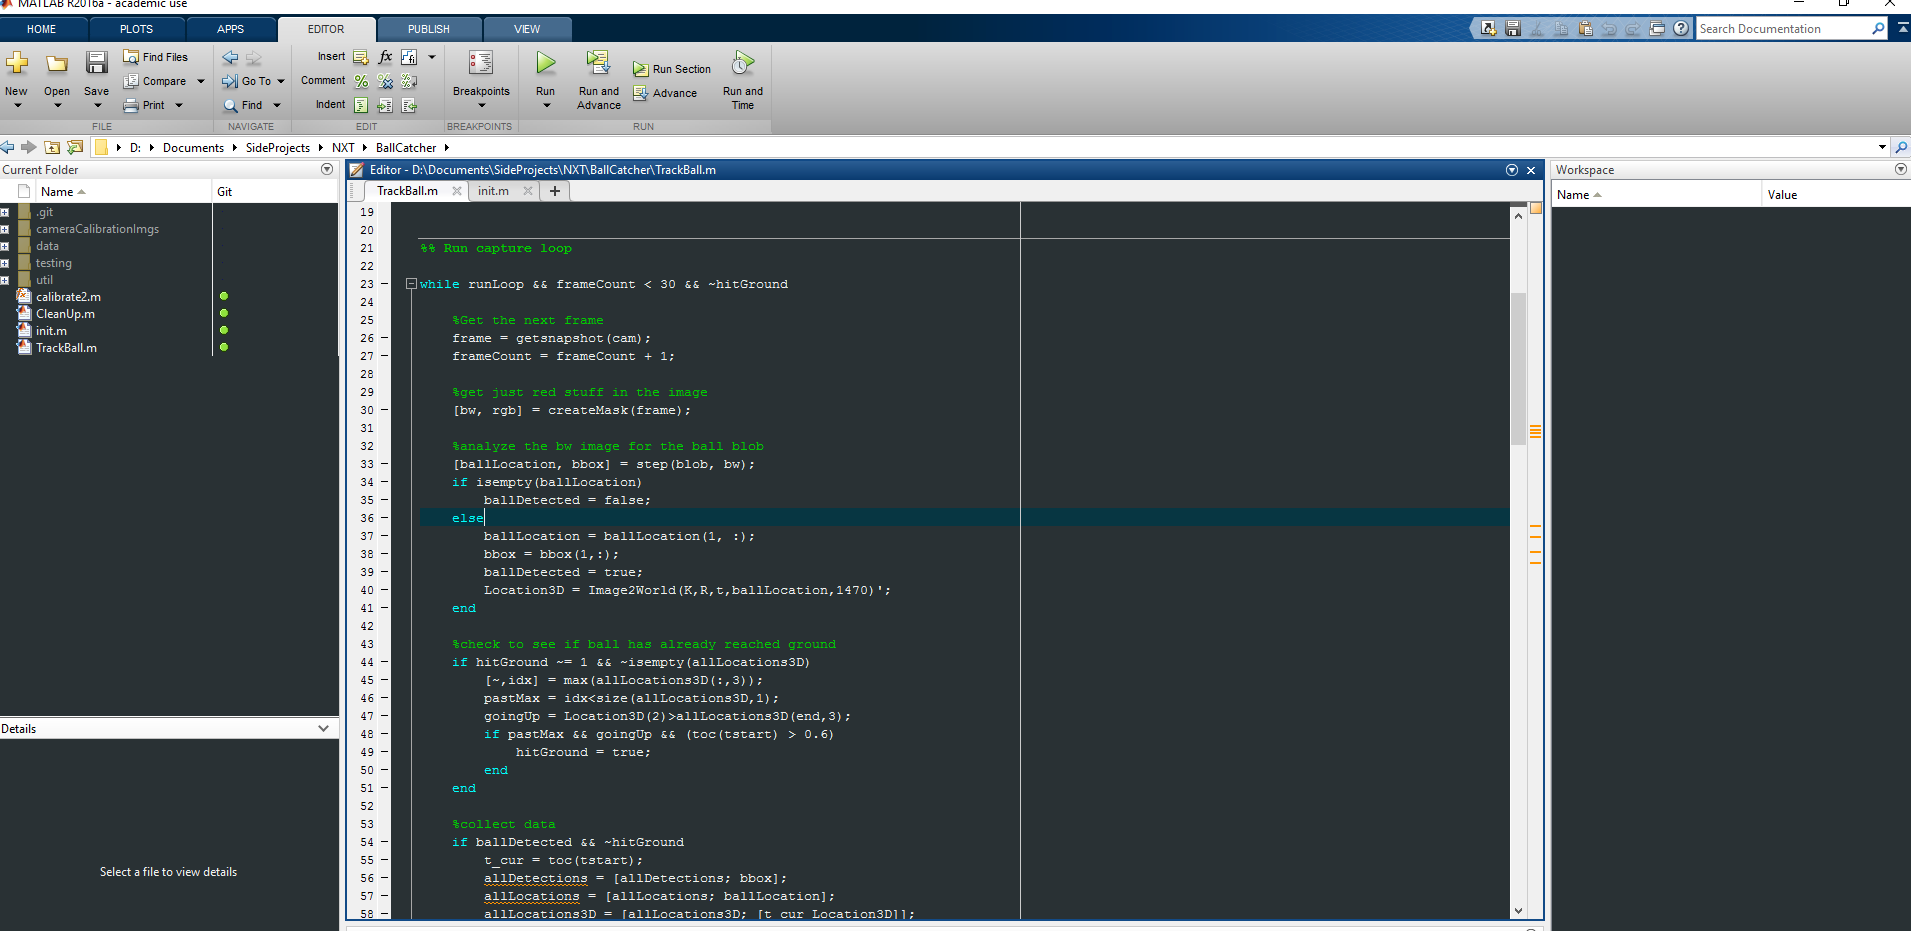 MATLAB R2016a - academic use
HOME PLOTS APPS EDITOR PUBLISH VIEW
Search Documentation
New
Open
Save
Find Files
Compare
Print
FILE
Go To
Find
NAVIGATE
Insert
Comment
Indent
EDIT
Breakpoints
BREAKPOINTS
Run
Run and Advance
Run Section
Advance
Run and Time
RUN
D: Documents SideProjects NXT BallCatcher
Current Folder
Name Git
.git
cameraCalibrationImgs
data
testing
util
calibrate2.m
CleanUp.m
init.m
TrackBall.m
Details
Select a file to view details
Editor - D:\Documents\SideProjects\NXT\BallCatcher\TrackBall.m
TrackBall.m init.m
19
20
21 %% Run capture loop
22
23 while runLoop && frameCount < 30 && ~hitGround
24
25 %Get the next frame
26 frame = getsnapshot(cam);
27 frameCount = frameCount + 1;
28
29 %get just red stuff in the image
30 [bw, rgb] = createMask(frame);
31
32 %analyze the bw image for the ball blob
33 [ballLocation, bbox] = step(blob, bw);
34 if isempty(ballLocation)
35 ballDetected = false;
36 else
37 ballLocation = ballLocation(1, :);
38 bbox = bbox(1,:);
39 ballDetected = true;
40 Location3D = Image2World(K,R,t,ballLocation,1470)';
41 end
42
43 %check to see if ball has already reached ground
44 if hitGround ~= 1 && ~isempty(allLocations3D)
45 [~,idx] = max(allLocations3D(:,3));
46 pastMax = idx<size(allLocations3D,1);
47 goingUp = Location3D(2)>allLocations3D(end,3);
48 if pastMax && goingUp && (toc(tstart) > 0.6)
49 hitGround = true;
50 end
51 end
52
53 %collect data
54 if ballDetected && ~hitGround
55 t_cur = toc(tstart);
56 allDetections = [allDetections; bbox];
57 allLocations = [allLocations; ballLocation];
58 allLocations3D = [allLocations3D; [t_cur Location3D]];
Workspace
Name Value